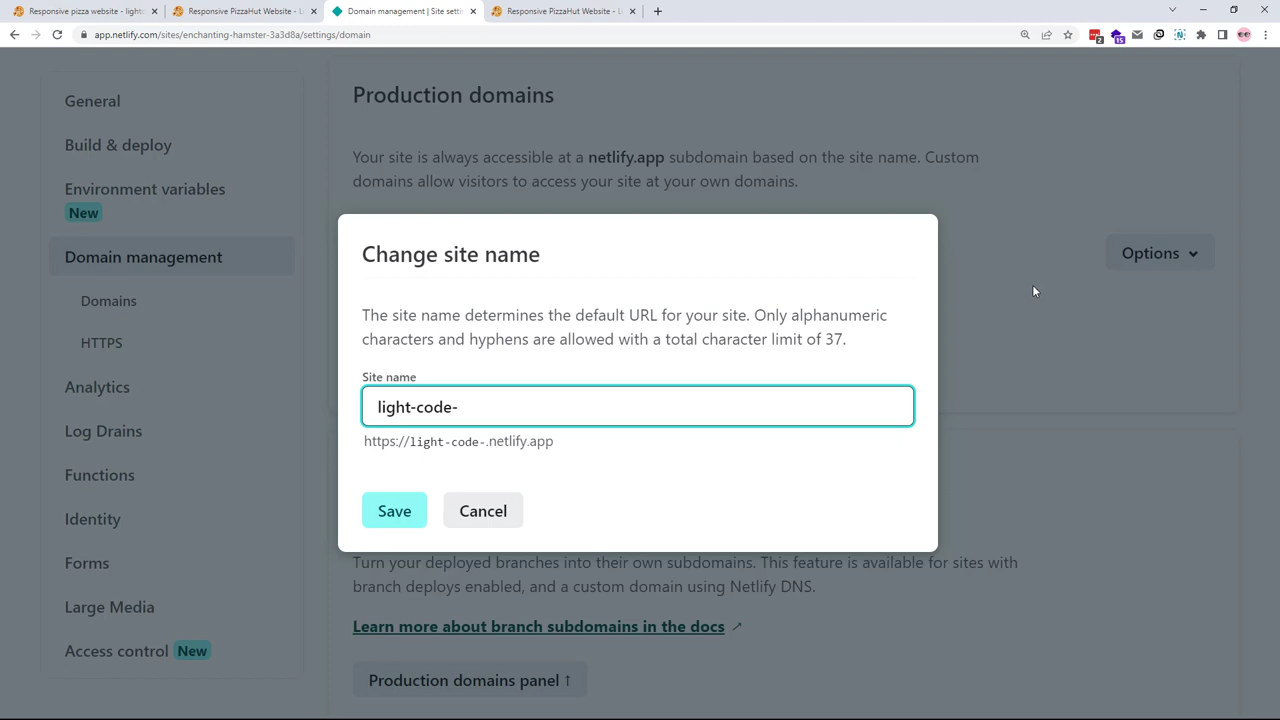 Responsive pizza website - light
Responsive PizzaHut Website - L
Domain management | Site setti
Responsive PizzaHut Website - L
app.netlify.com/sites/enchanting-hamster-3a3d8a/settings/domain
2
15
General
Build & deploy
Environment variables
New
Domain management
Domains
HTTPS
Analytics
Log Drains
Functions
Identity
Forms
Large Media
Access control New
Production domains
Your site is always accessible at a netlify.app subdomain based on the site name. Custom
domains allow visitors to access your site at your own domains.
Options
Change site name
The site name determines the default URL for your site. Only alphanumeric
characters and hyphens are allowed with a total character limit of 37.
Site name
light-code-
https://light-code-.netlify.app
Save
Cancel
Turn your deployed branches into their own subdomains. This feature is available for sites with
branch deploys enabled, and a custom domain using Netlify DNS.
Learn more about branch subdomains in the docs ↗
Production domains panel ↑